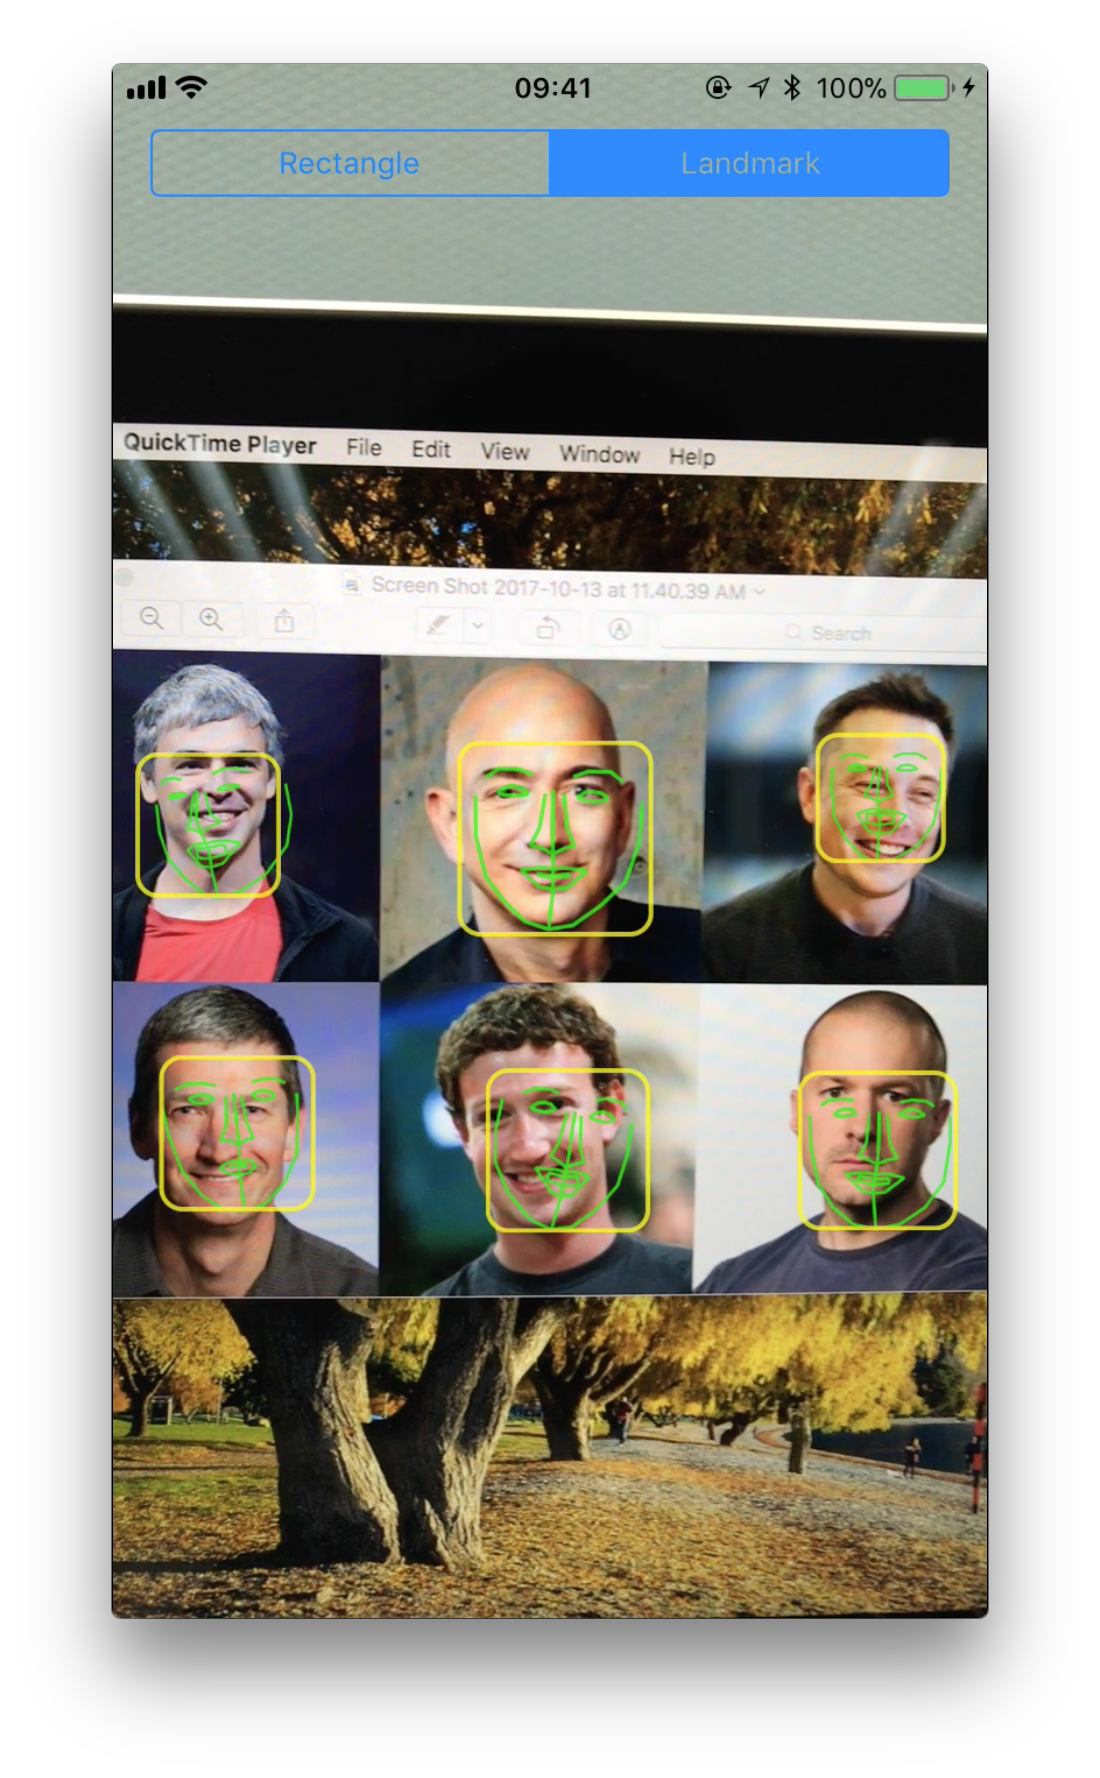 09:41 100%
Rectangle Landmark
QuickTime Player File Edit View Window Help
Screen Shot 2017-10-13 at 11.40.39 AM
Search